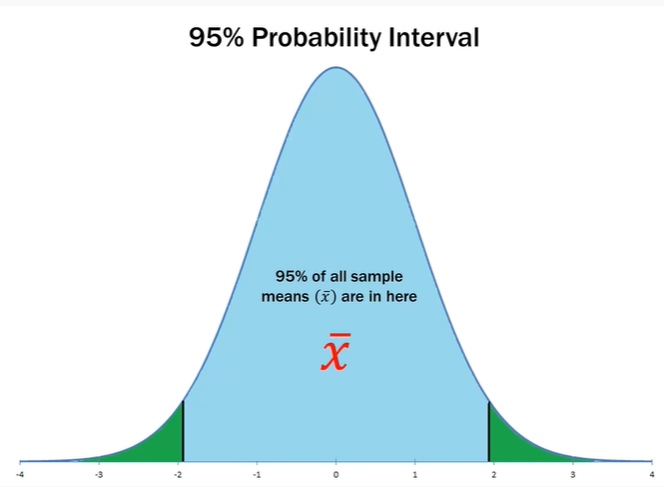 95% Probability Interval
95% of all sample
means (x̄) are in here
x̄
-4 -3 -2 -1 0 1 2 3 4